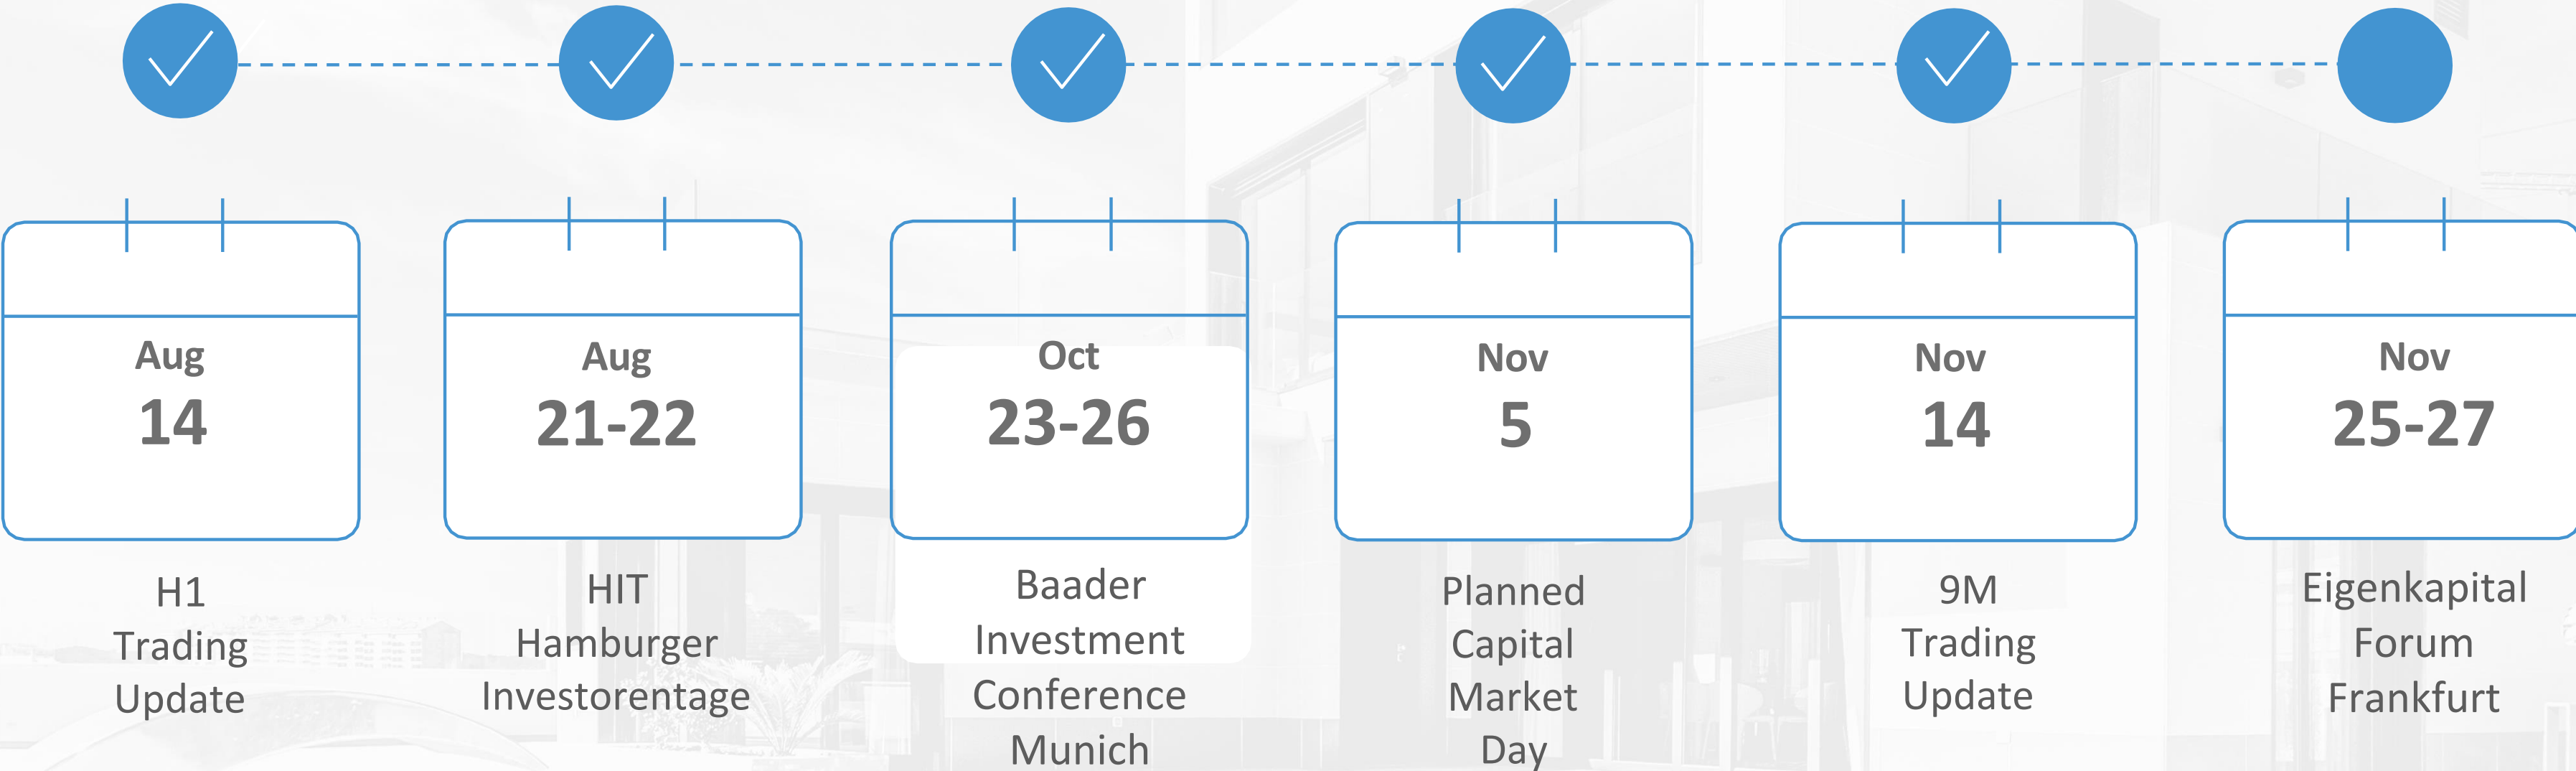 Aug
14
H1
Trading
Update
Aug
21-22
HIT
Hamburger
Investorentage
Oct
23-26
Baader
Investment
Conference
Munich
Nov
5
Planned
Capital
Market
Day
Nov
14
9M
Trading
Update
Nov
25-27
Eigenkapital
Forum
Frankfurt